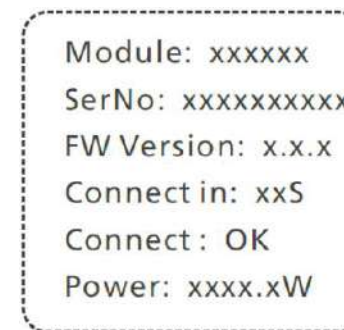 Module: xxxxxx
SerNo: xxxxxxxxxx
FW Version: x.x.x
Connect in: xxS
Connect : OK
Power: xxxx.xW